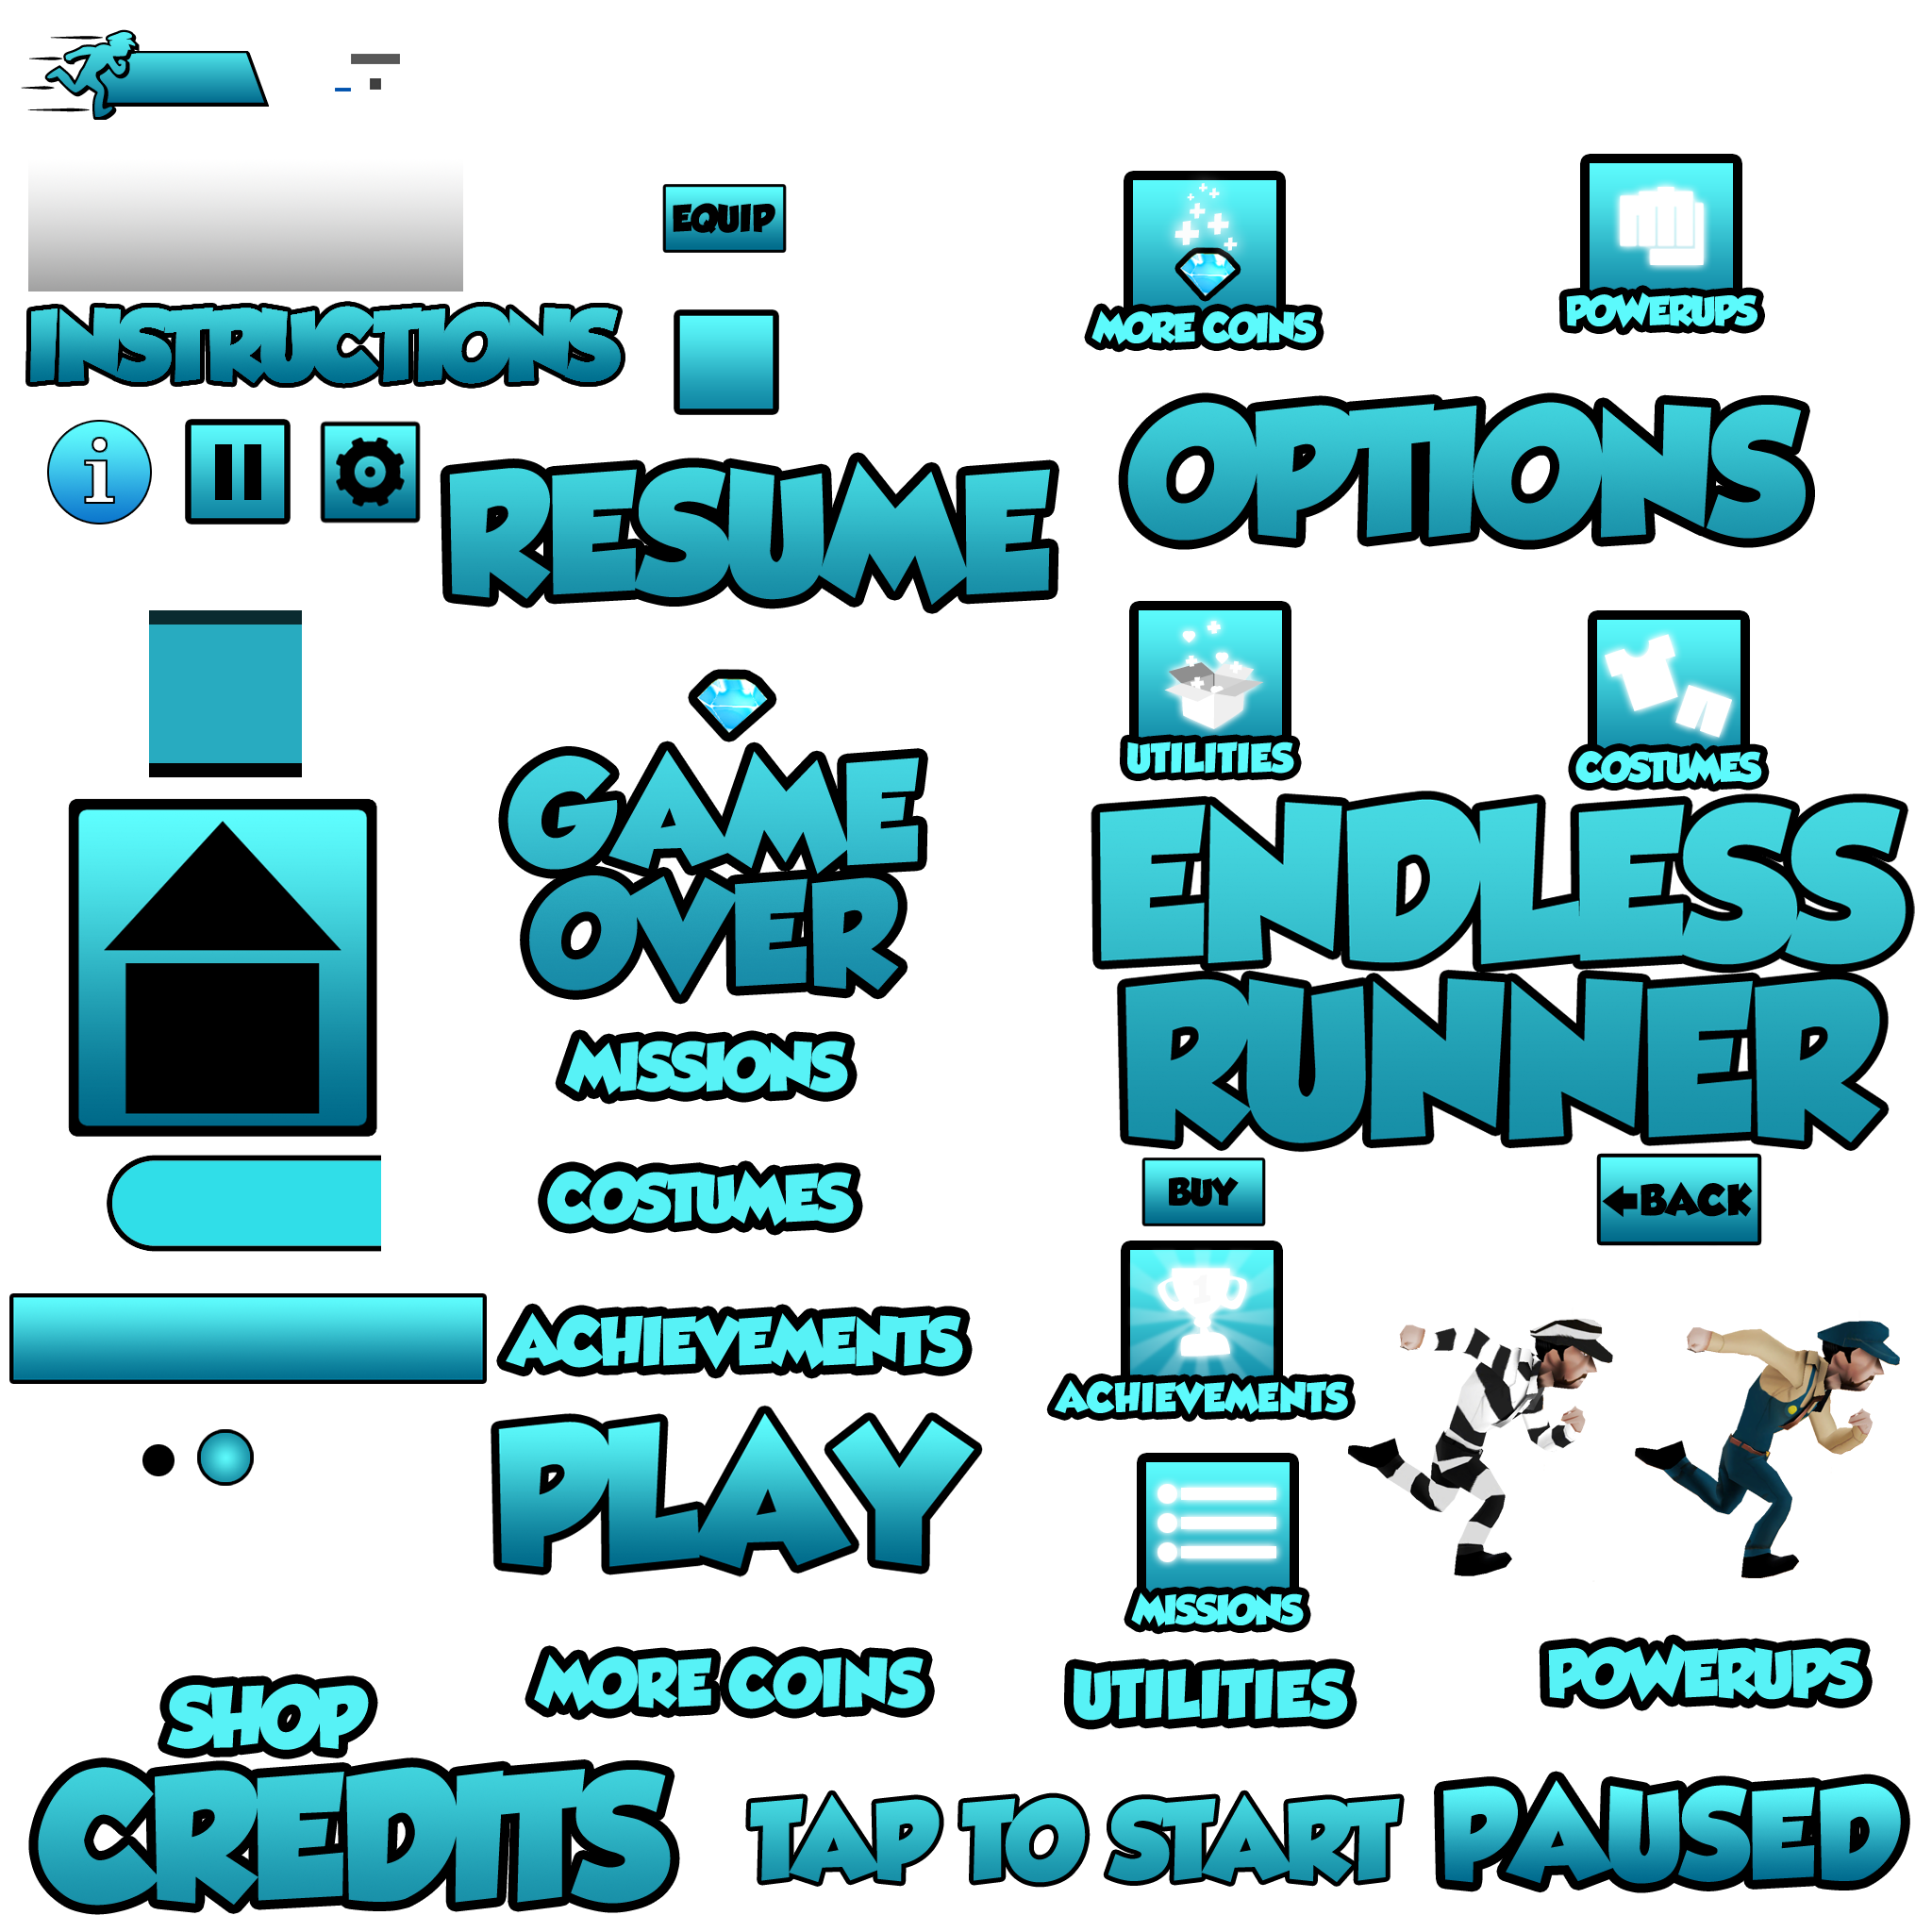 EQUIP
MORE COINS
POWERUPS
INSTRUCTIONS
i
RESUME
OPTIONS
UTILITIES
COSTUMES
GAME
OVER
ENDLESS
RUNNER
MISSIONS
COSTUMES
BUY
BACK
1
ACHIEVEMENTS
ACHIEVEMENTS
PLAY
MISSIONS
MORE COINS
UTILITIES
POWERUPS
SHOP
CREDITS
TAP TO START
PAUSED